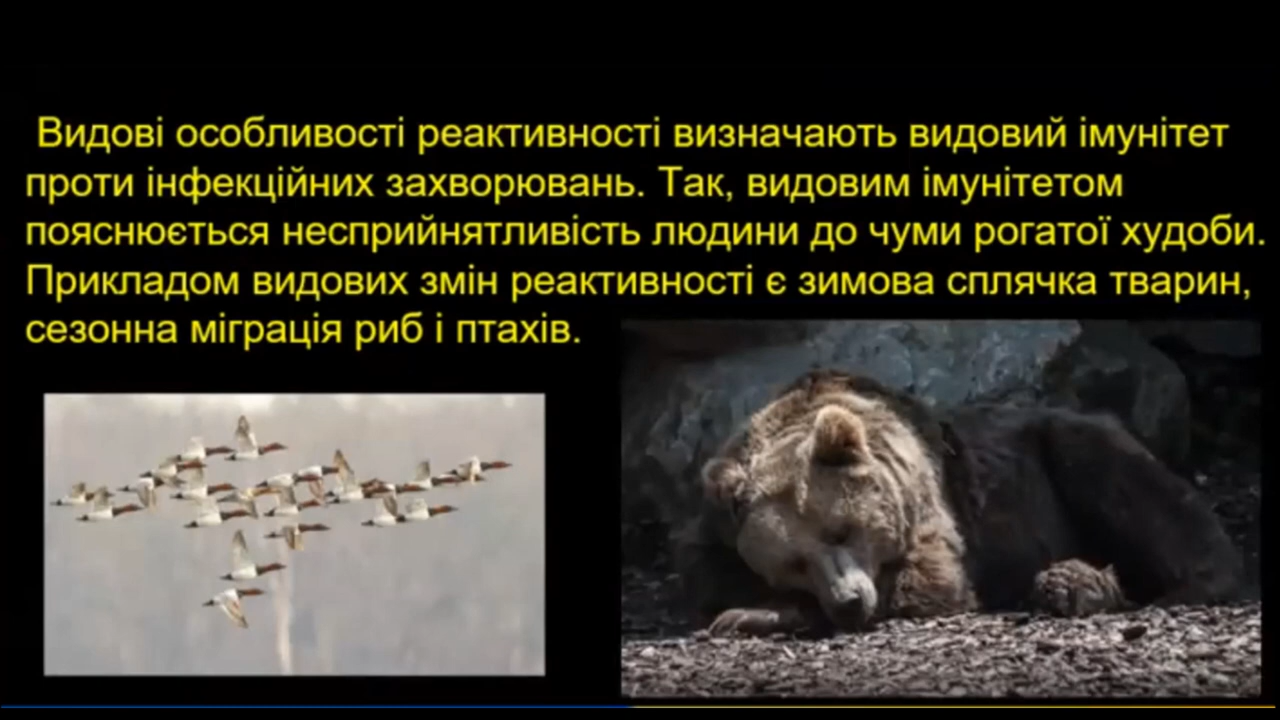 Видові особливості реактивності визначають видовий імунітет
проти інфекційних захворювань. Так, видовим імунітетом
пояснюється несприйнятливість людини до чуми рогатої худоби.
Прикладом видових змін реактивності є зимова сплячка тварин,
сезонна міграція риб і птахів.